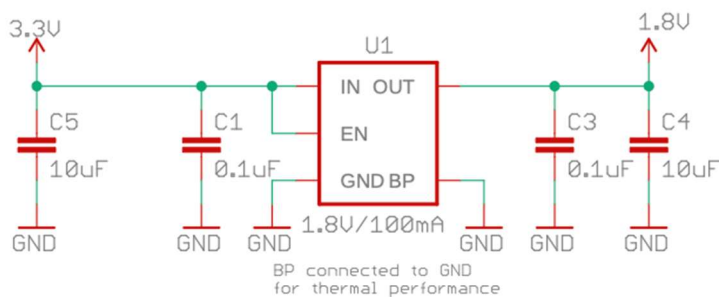 3.3V
1.8V
U1
IN OUT
C5
C1
EN
C3
C4
10uF
0.1uF
0.1uF
10uF
GND BP
GND
GND
GND
1.8V/100mA
GND
GND
GND
BP connected to GND
for thermal performance